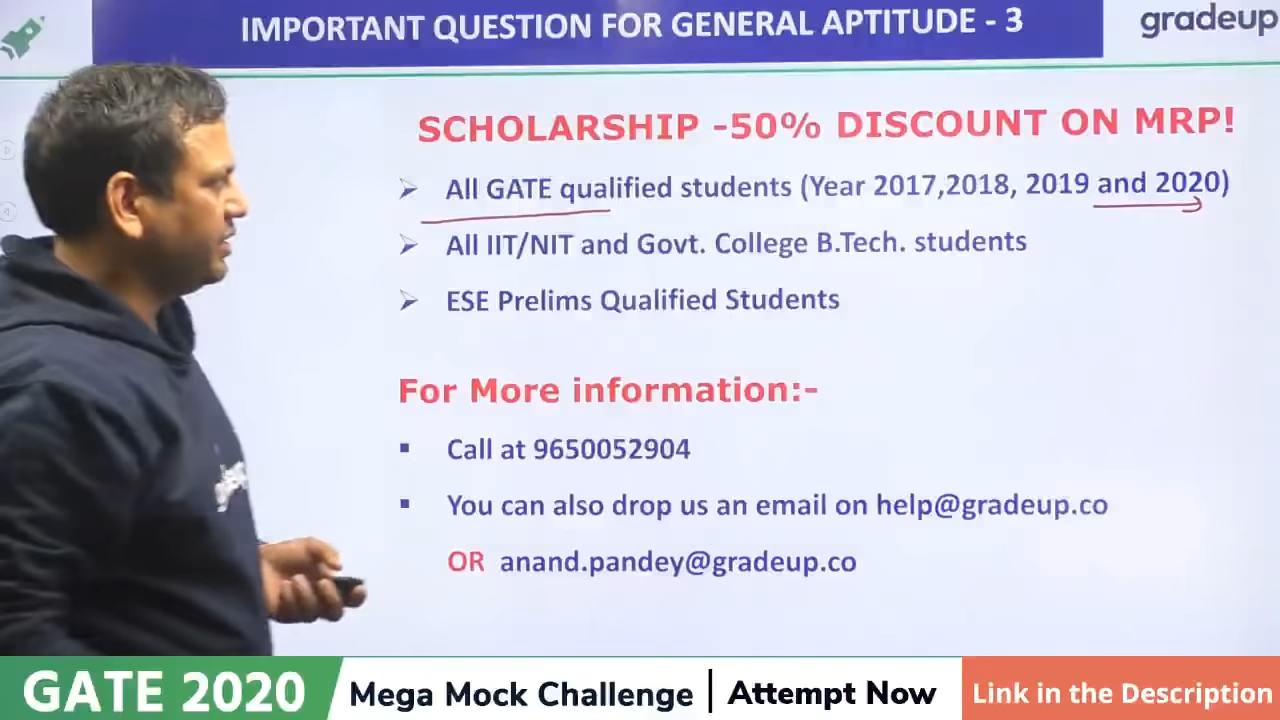 IMPORTANT QUESTION FOR GENERAL APTITUDE - 3
gradeup
SCHOLARSHIP -50% DISCOUNT ON MRP!
All GATE qualified students (Year 2017,2018, 2019 and 2020)
All IIT/NIT and Govt. College B.Tech. students
ESE Prelims Qualified Students
For More information:-
Call at 9650052904
You can also drop us an email on help@gradeup.co
OR anand.pandey@gradeup.co
GATE 2020 Mega Mock Challenge | Attempt Now Link in the Description